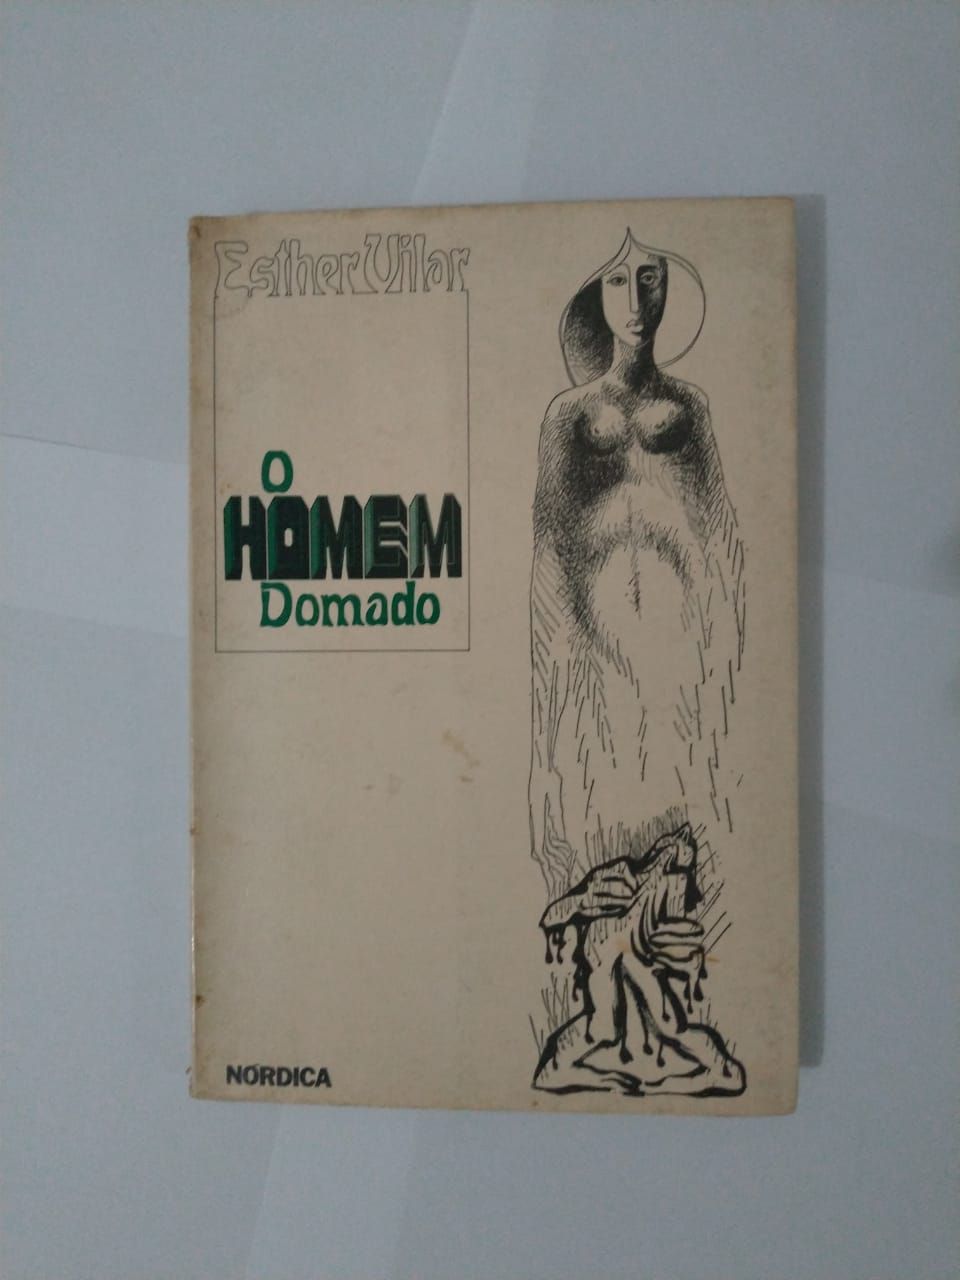 Esther Vilar
O
HOMEM
Domado
NÓRDICA